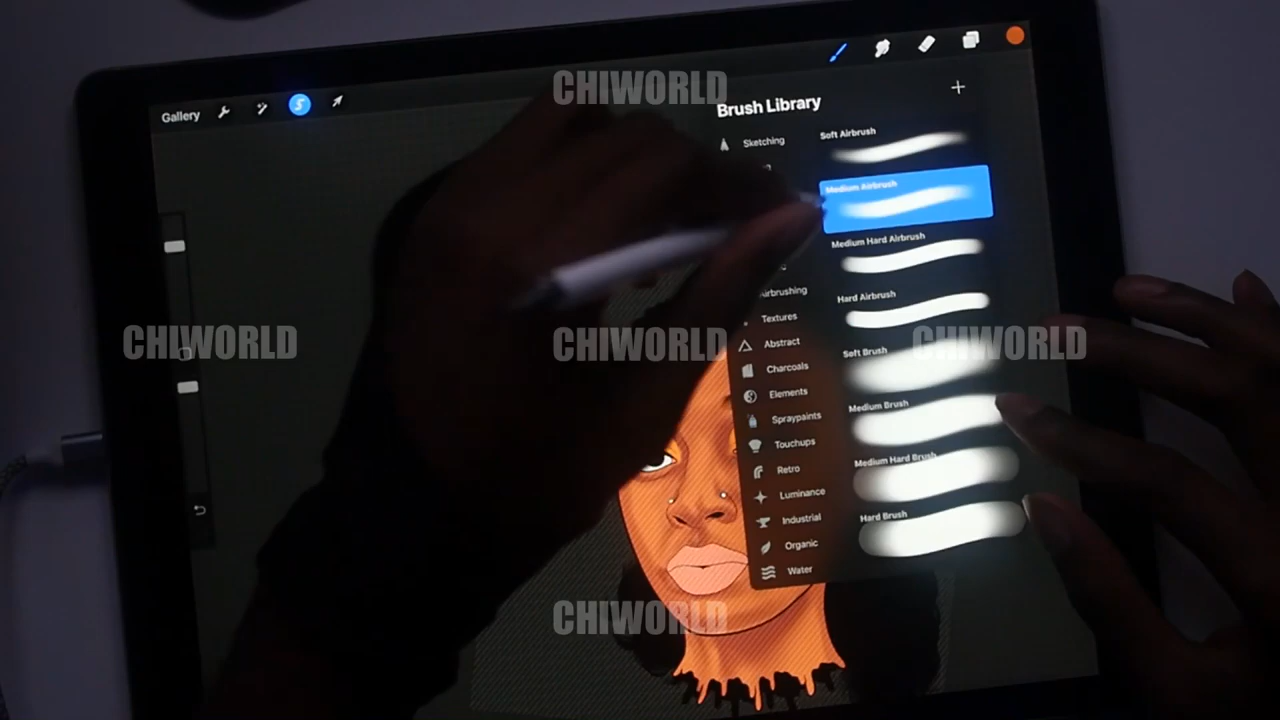 CHIWORLD
Gallery
S
Brush Library
Sketching
Airbrushing
Textures
Abstract
Charcoals
Elements
Spraypaints
Touchups
Retro
Luminance
Industrial
Organic
Water
Soft Airbrush
Medium Airbrush
Medium Hard Airbrush
Hard Airbrush
Soft Brush
Medium Brush
Medium Hard Brush
Hard Brush
CHIWORLD
CHIWORLD
CHIWORLD
CHIWORLD